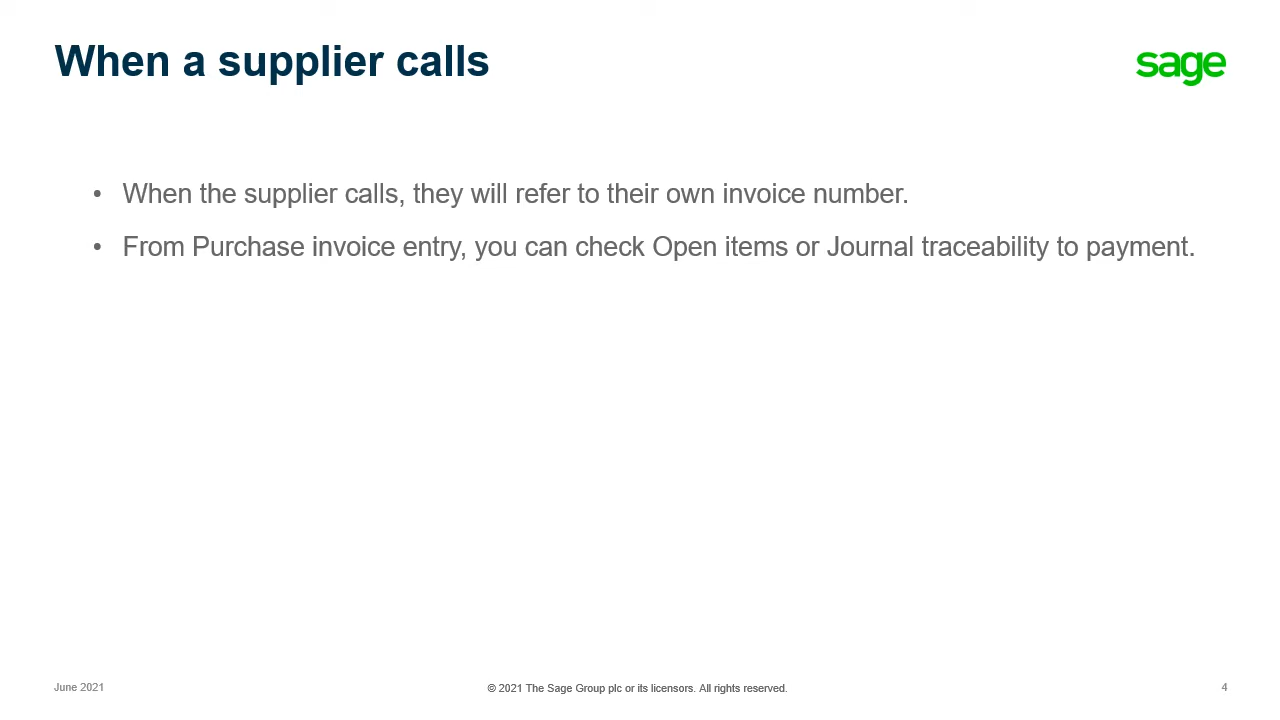 When a supplier calls
sage
• When the supplier calls, they will refer to their own invoice number.
• From Purchase invoice entry, you can check Open items or Journal traceability to payment.
June 2021
© 2021 The Sage Group plc or its licensors. All rights reserved.
4